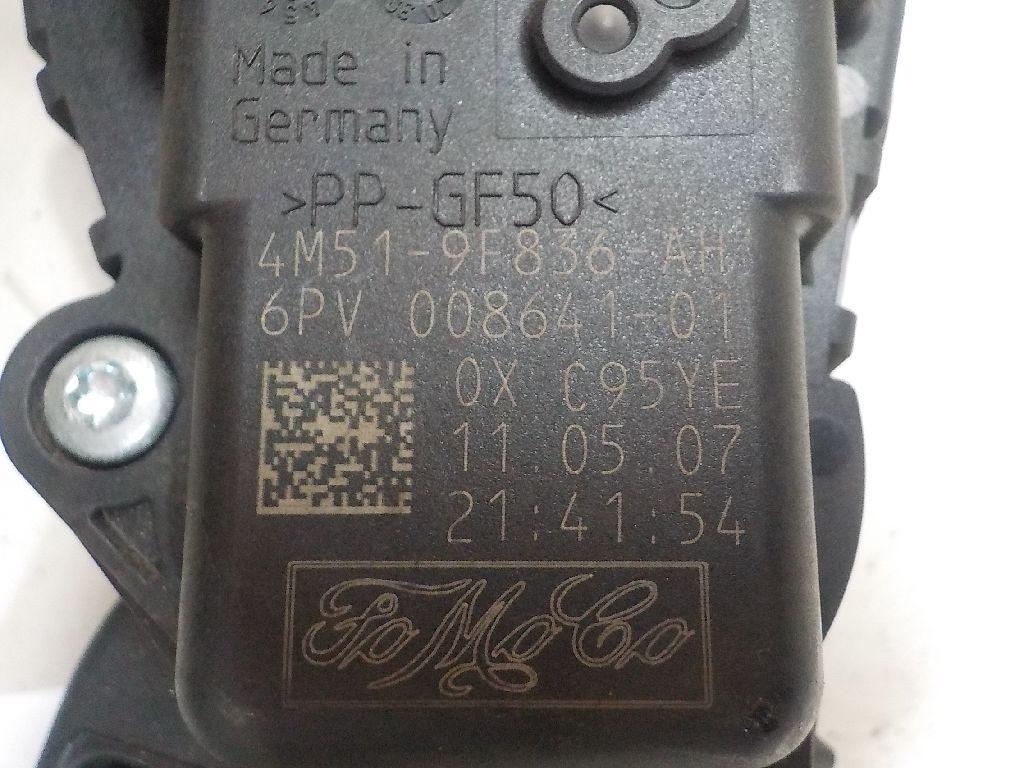 Made in
Germany
>PP-GF50<
4M51-9F836-AH
6PV 008641-01
0X C95YE
11.05.07
21:41:54
FoMoCo